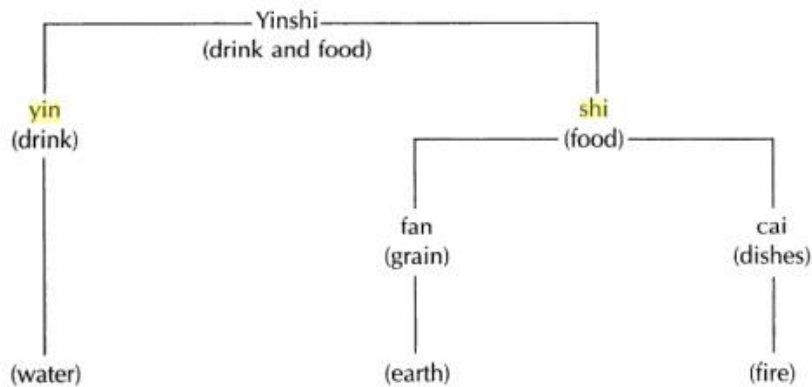 Yinshi
(drink and food)
yin
(drink)
shi
(food)
fan
(grain)
cai
(dishes)
(water)
(earth)
(fire)